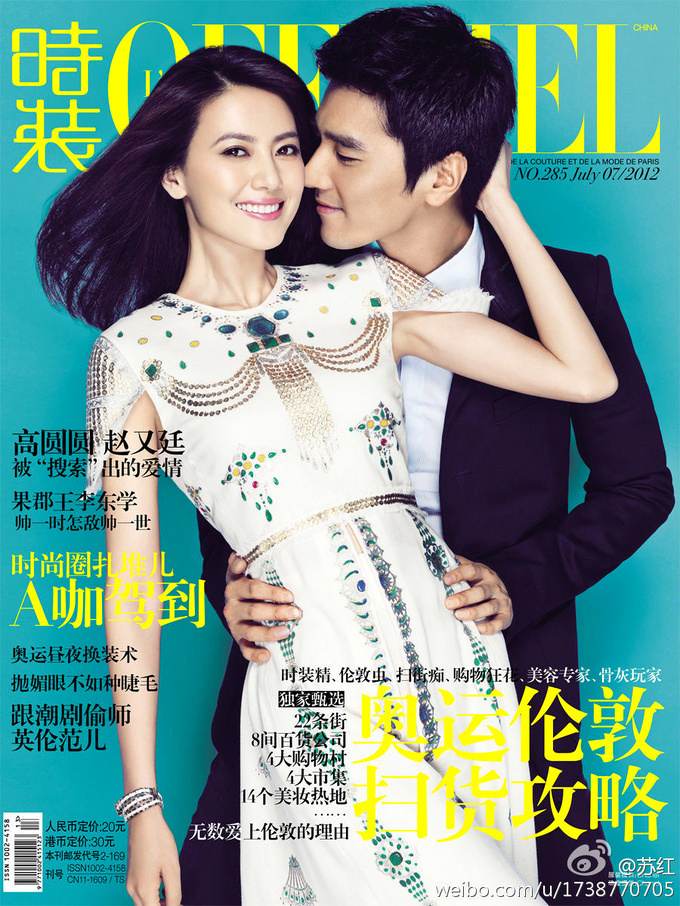 時装
L'OFFICIEL
CHINA
DE LA COUTURE ET DE LA MODE DE PARIS
NO.285 July 07/2012
高圆圆 赵又廷
被“搜索”出的爱情
果郡王李东学
帅一时怎敌帅一世
时尚圈扎堆儿
A咖驾到
奥运昼夜换装术
抛媚眼不如种睫毛
跟潮剧偷师
英伦范儿
时装精、伦敦虫、扫街痴、购物狂花、美容专家、骨灰玩家
独家甄选
22条街
8间百货公司
4大购物村
4大市集
14个美妆热地
……
无数爱上伦敦的理由
奥运伦敦
扫货攻略
人民币定价:20元
港币定价:30元
本刊邮发代号2-169
刊号 ISSN1002-4158
CN11-1609 / TS
ISSN 1002-4158
9771002415127
13>
@苏红
weibo.com/u/1738770705